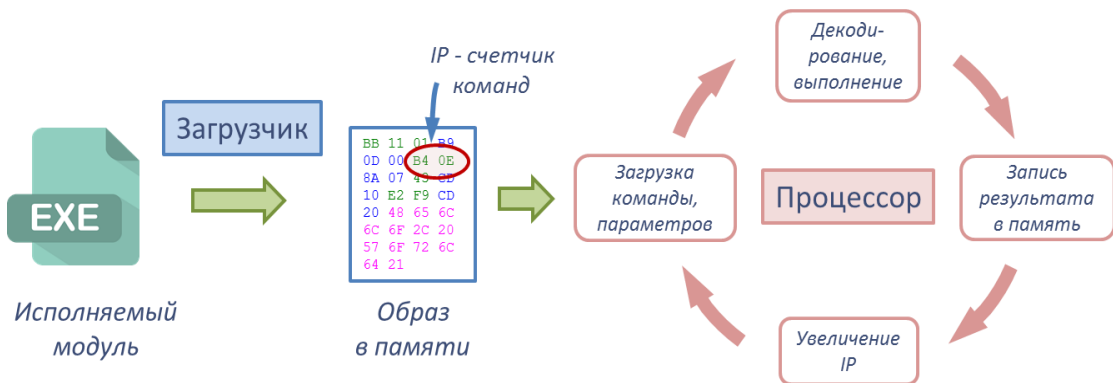 EXE
Исполняемый
модуль
Загрузчик
IP - счетчик
команд
BB 11 01 B9
0D 00 B4 0E
8A 07 43 CD
10 E2 F9 CD
20 48 65 6C
6C 6F 2C 20
57 6F 72 6C
64 21
Образ
в памяти
Декоди-
рование,
выполнение
Загрузка
команды,
параметров
Процессор
Запись
результата
в память
Увеличение
IP